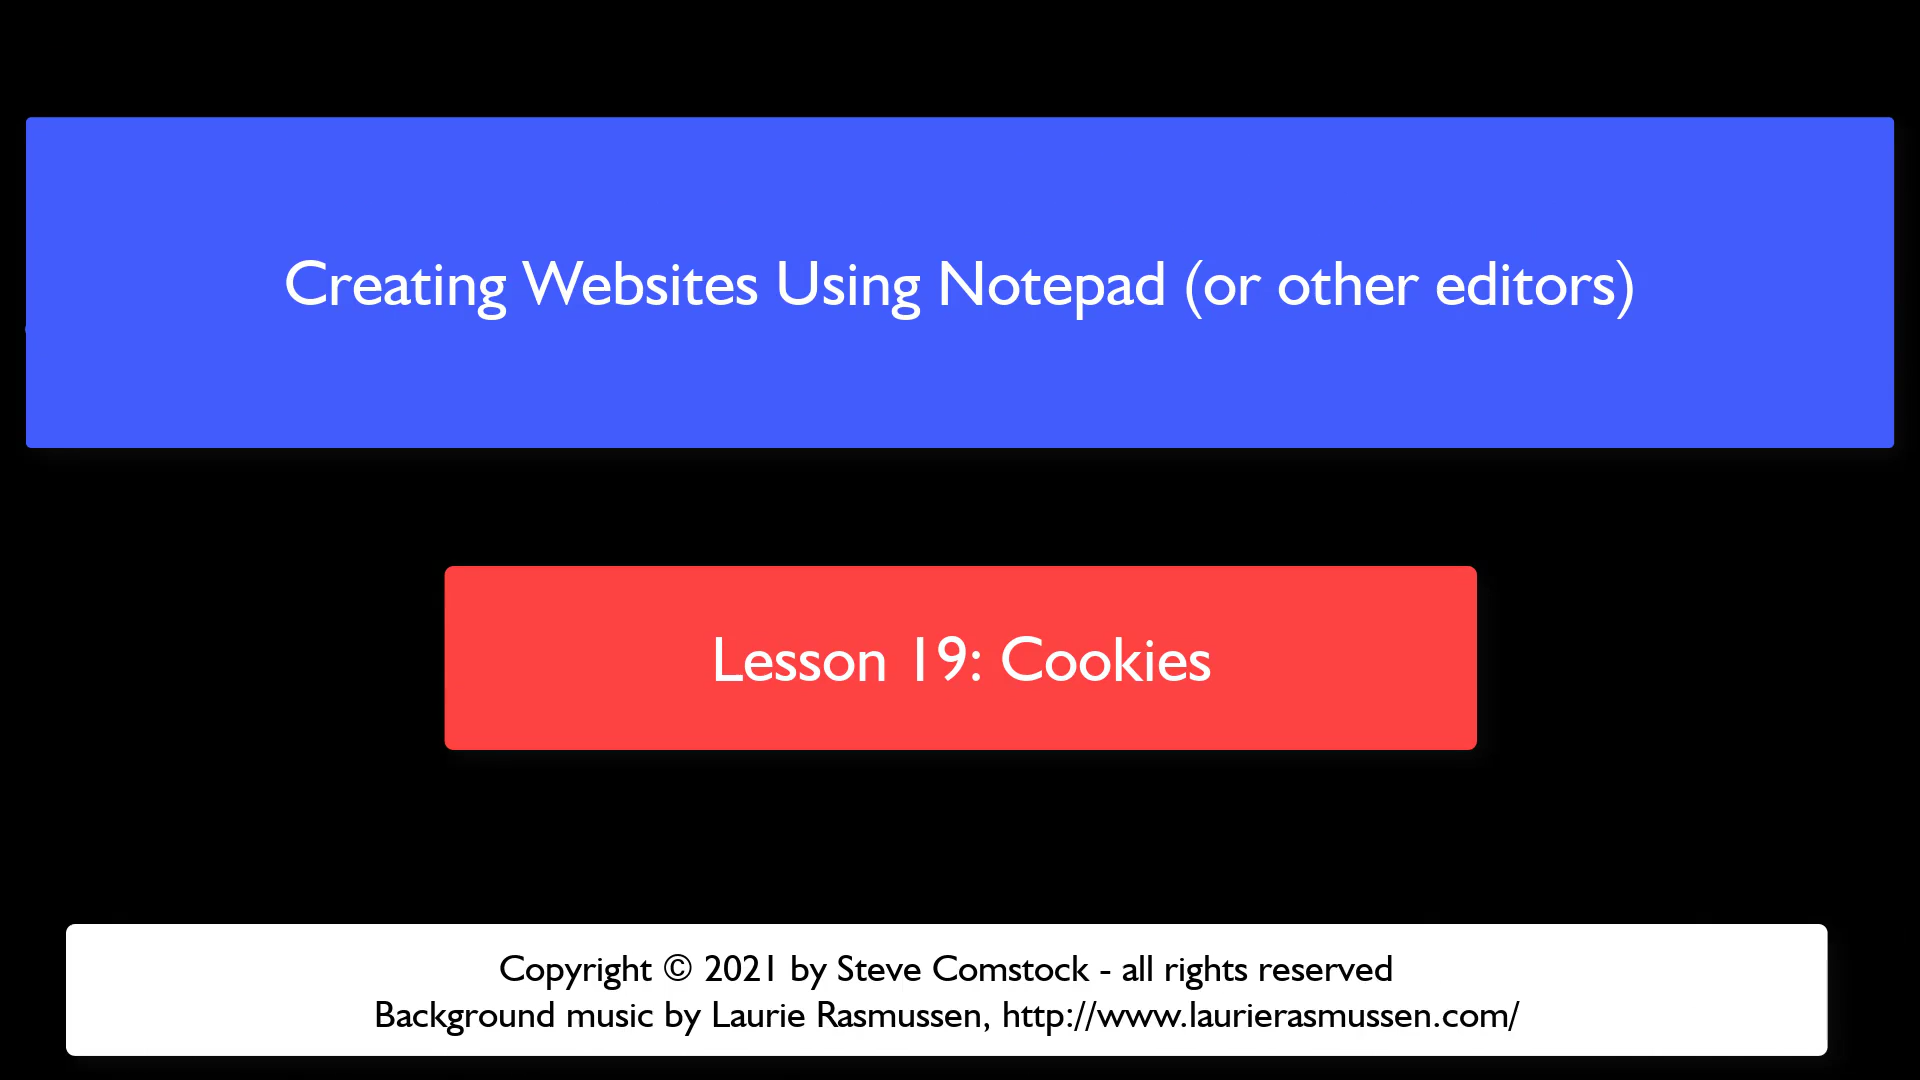 Creating Websites Using Notepad (or other editors)
Lesson 19: Cookies
Copyright © 2021 by Steve Comstock - all rights reserved
Background music by Laurie Rasmussen, http://www.laurierasmussen.com/